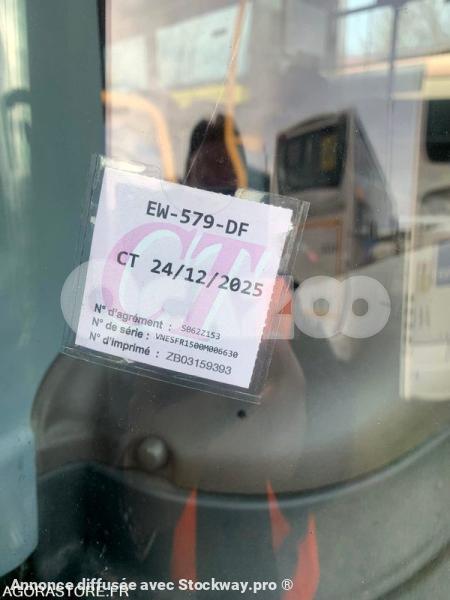 EW-579-DF
CT 24/12/2025
N° d'agrément : S062Z153
N° de série : VNESFR1500M006630
N° d'imprimé : ZB03159393
Annonce diffusée avec Stockway.pro ®
AGORASTORE.FR